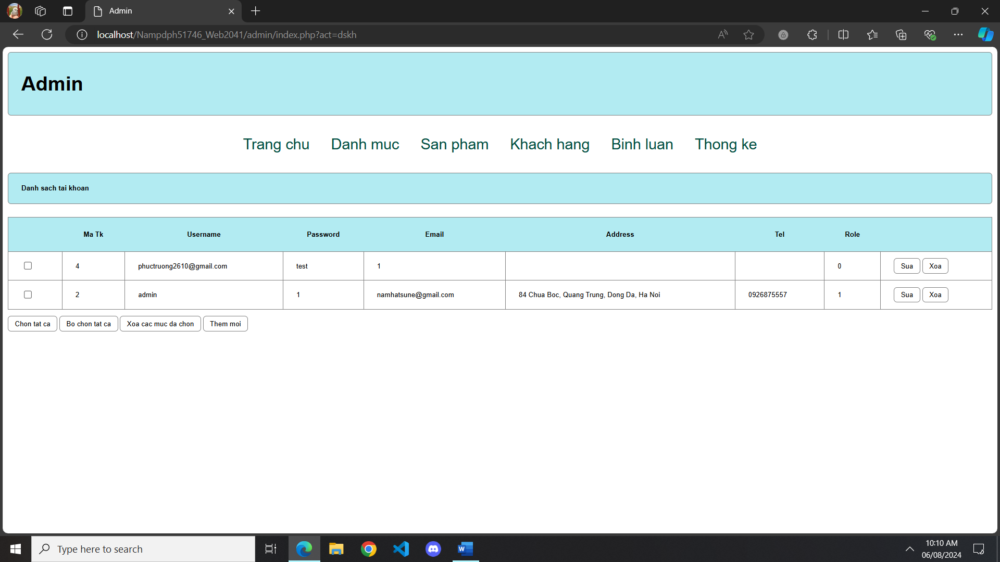 Admin
localhost/Nampdph51746_Web2041/admin/index.php?act=dskh
Admin
Trang chu Danh muc San pham Khach hang Binh luan Thong ke
Danh sach tai khoan
Ma Tk Username Password Email Address Tel Role
4 phuctruong2610@gmail.com test 1 0 Sua Xoa
2 admin 1 namhatsune@gmail.com 84 Chua Boc, Quang Trung, Dong Da, Ha Noi 0926875557 1 Sua Xoa
Chon tat ca Bo chon tat ca Xoa cac muc da chon Them moi
Type here to search
10:10 AM
06/08/2024